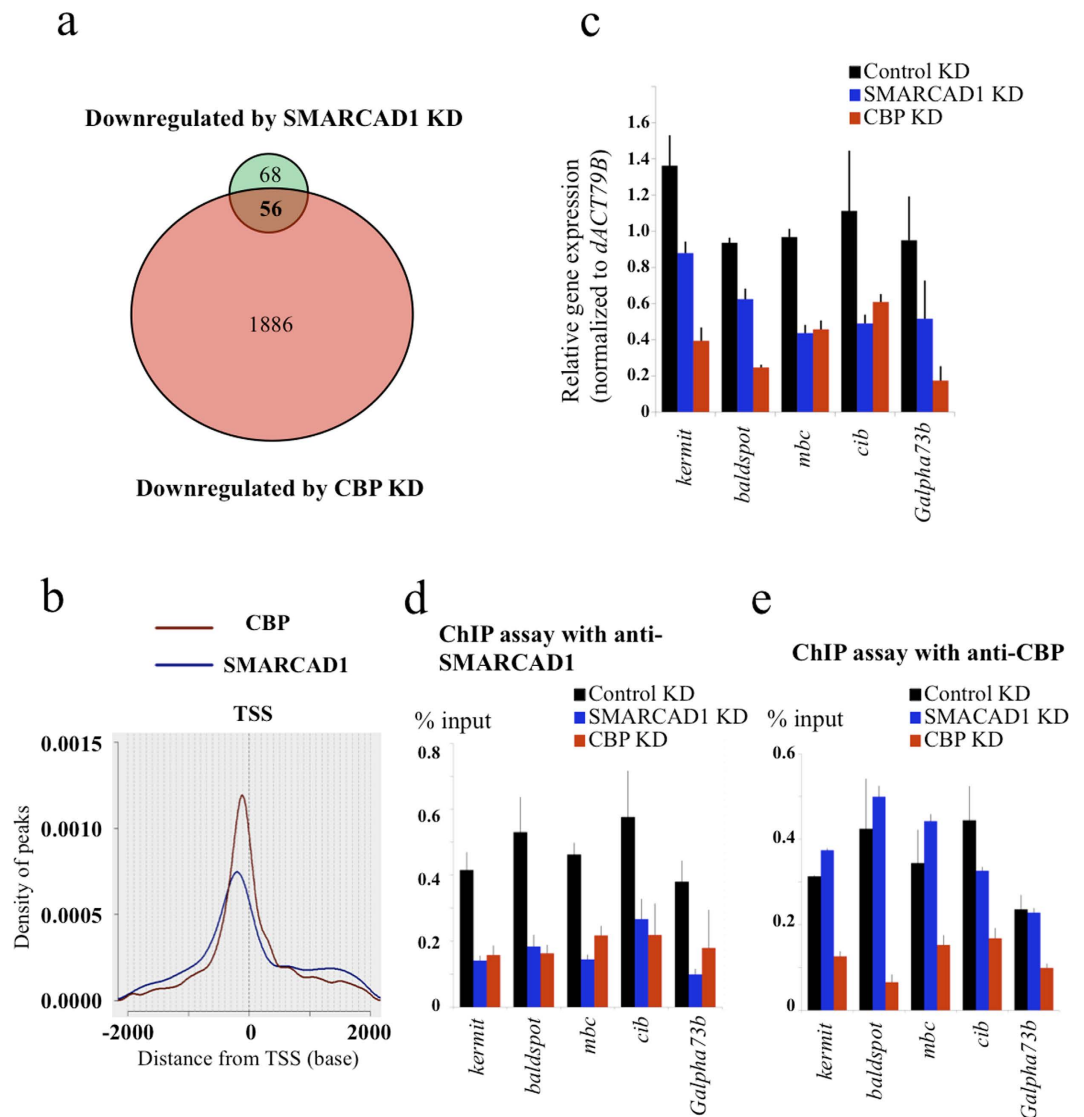 a
Downregulated by SMARCAD1 KD
68
56
1886
Downregulated by CBP KD
c
Control KD
SMARCAD1 KD
CBP KD
Relative gene expression
(normalized to dACT79B)
1.6
1.4
1.2
1.0
0.8
0.6
0.4
0.2
0
kermit
baldspot
mbc
cib
Galpha73b
b
CBP
SMARCAD1
TSS
Density of peaks
0.0015
0.0010
0.0005
0.0000
-2000
0
2000
Distance from TSS (base)
d
ChIP assay with anti-
SMARCAD1
Control KD
SMARCAD1 KD
CBP KD
% input
0.8
0.6
0.4
0.2
0
kermit
baldspot
mbc
cib
Galpha73b
e
ChIP assay with anti-CBP
Control KD
SMACAD1 KD
CBP KD
% input
0.6
0.4
0.2
0
kermit
baldspot
mbc
cib
Galpha73b